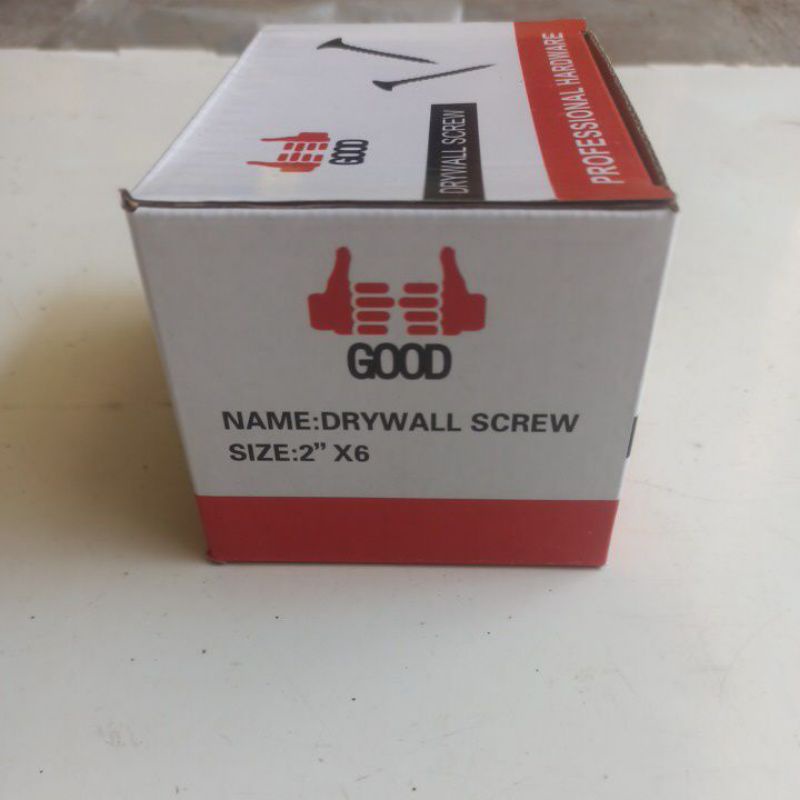 GOOD
DRYWALL SCREW
PROFESSIONAL HARDWARE
GOOD
NAME:DRYWALL SCREW
SIZE:2” X6